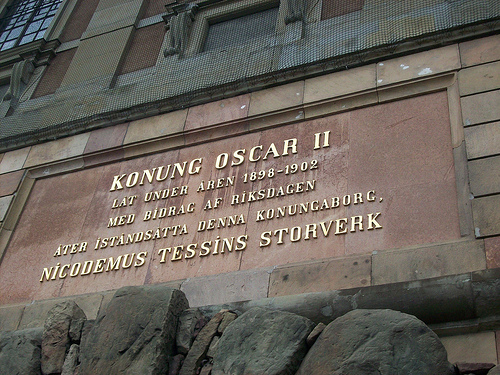 KONUNG OSCAR II
LÄT UNDER ÅREN 1898-1902
MED BIDRAG AF RIKSDAGEN
ÅTER ISTÅNDSÄTTA DENNA KONUNGABORG,
NICODEMUS TESSINS STORVERK